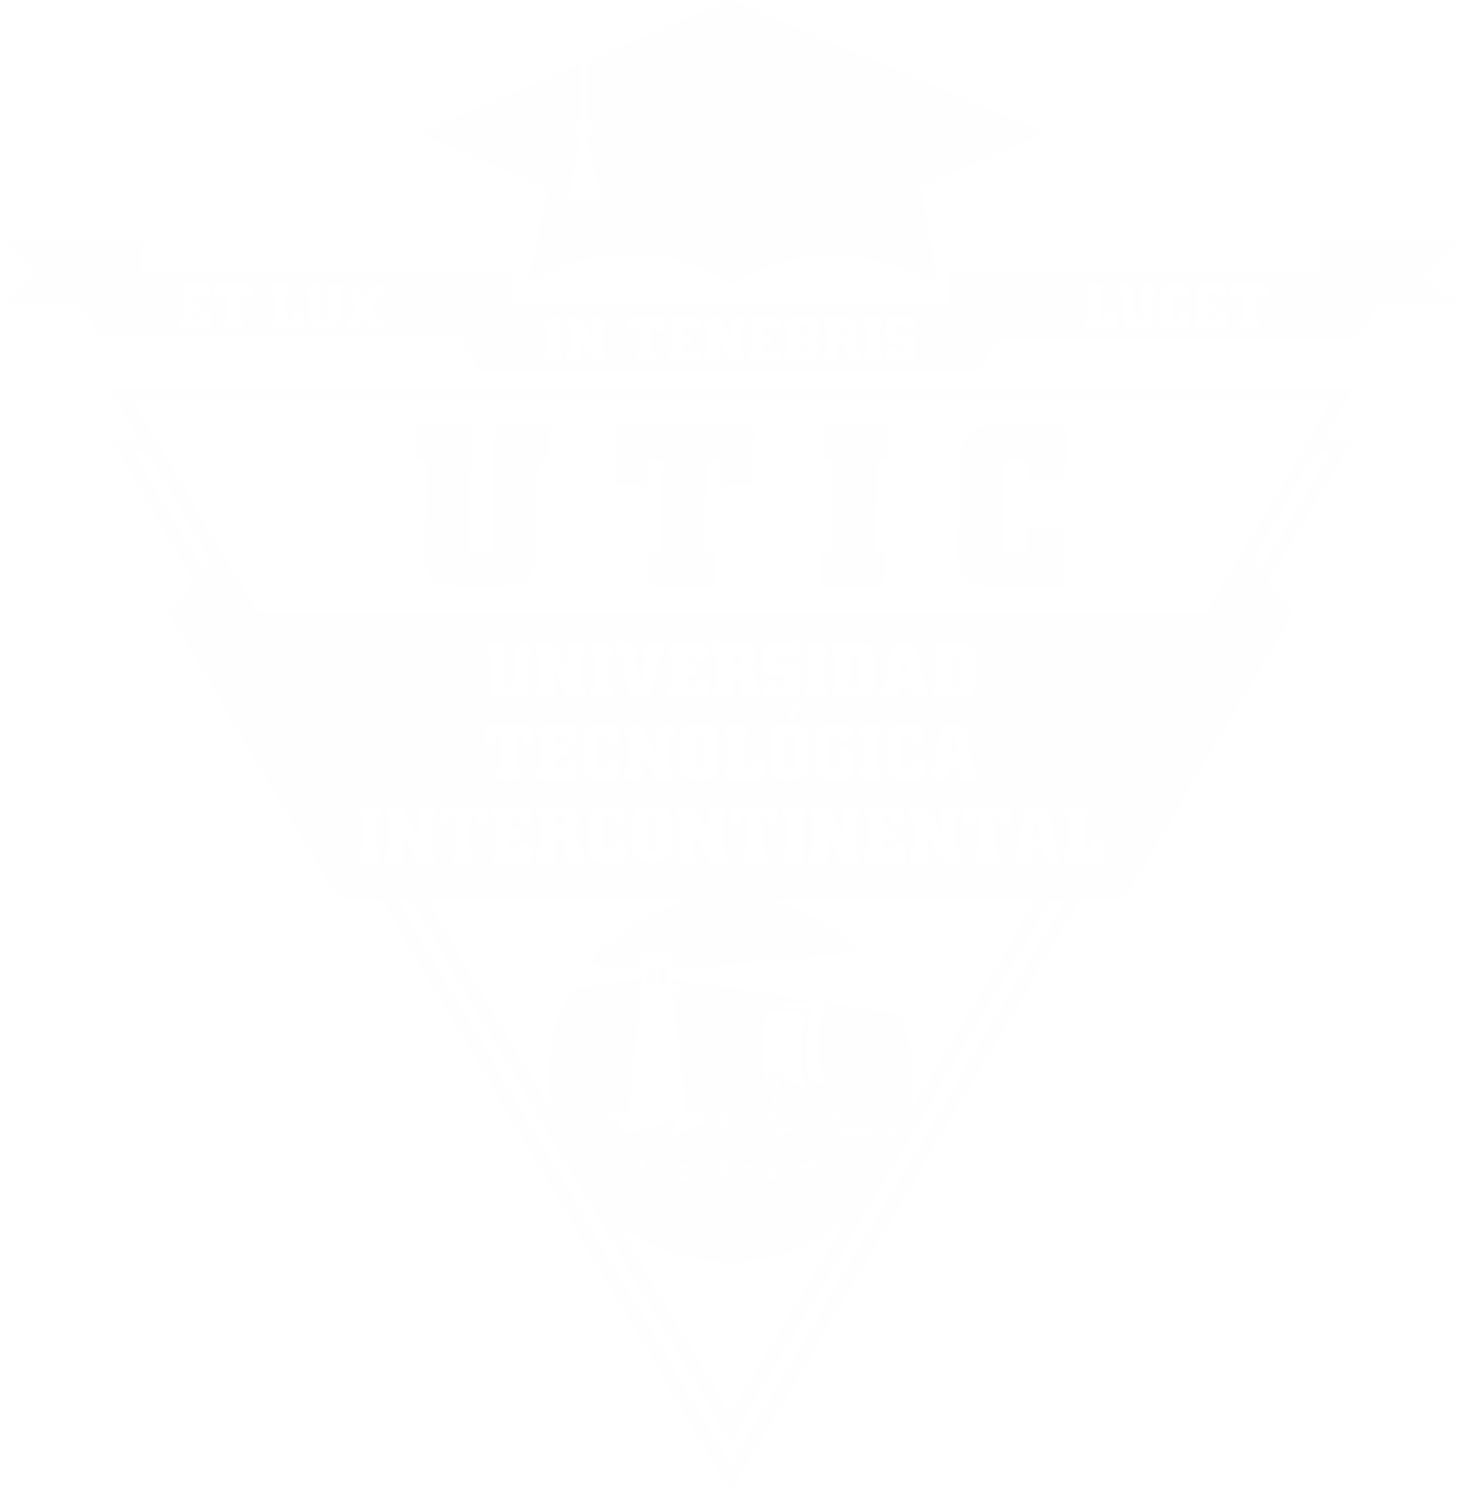 ET LUX
IN TENEBRIS
LUCET
UTIC
UNIVERSIDAD
TECNOLÓGICA
INTERCONTINENTAL